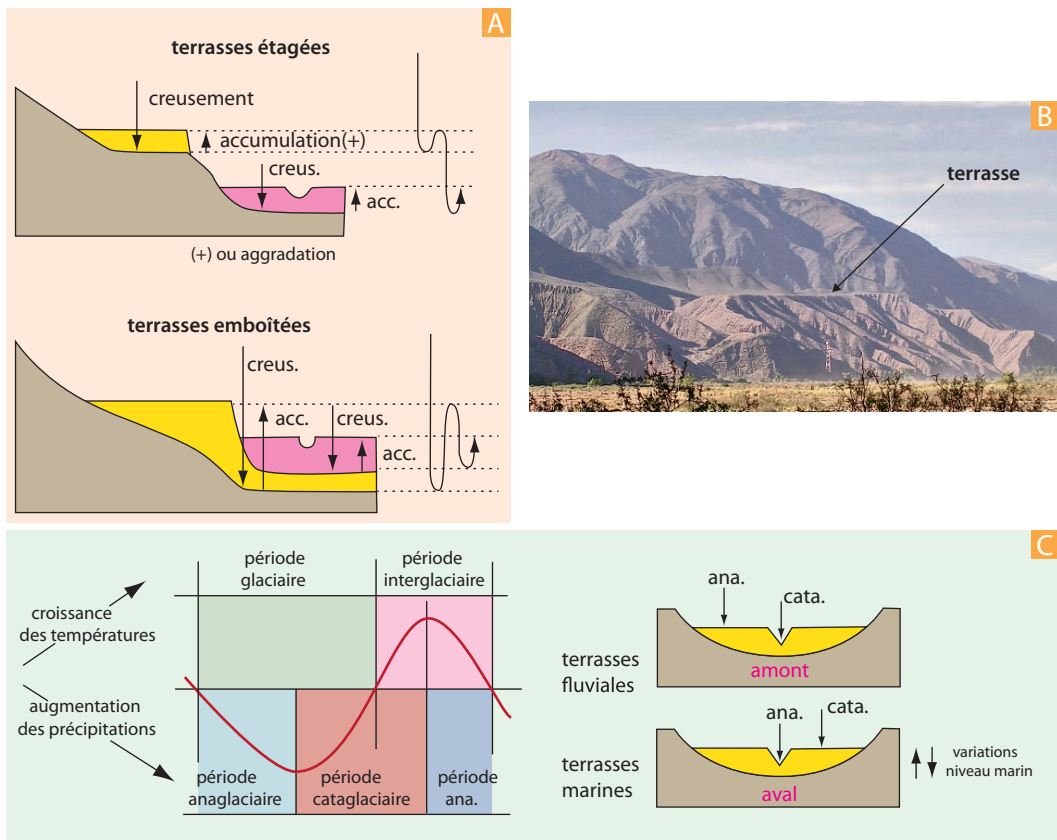 A
terrasses étagées
creusement
accumulation(+)
creus.
acc.
(+) ou aggradation
terrasses emboîtées
creus.
acc.
creus.
acc.
B
terrasse
C
croissance
des températures
augmentation
des précipitations
période
glaciaire
période
interglaciaire
période
anaglaciaire
période
cataglaciaire
période
ana.
terrasses
fluviales
ana.
cata.
amont
terrasses
marines
ana.
cata.
aval
variations
niveau marin